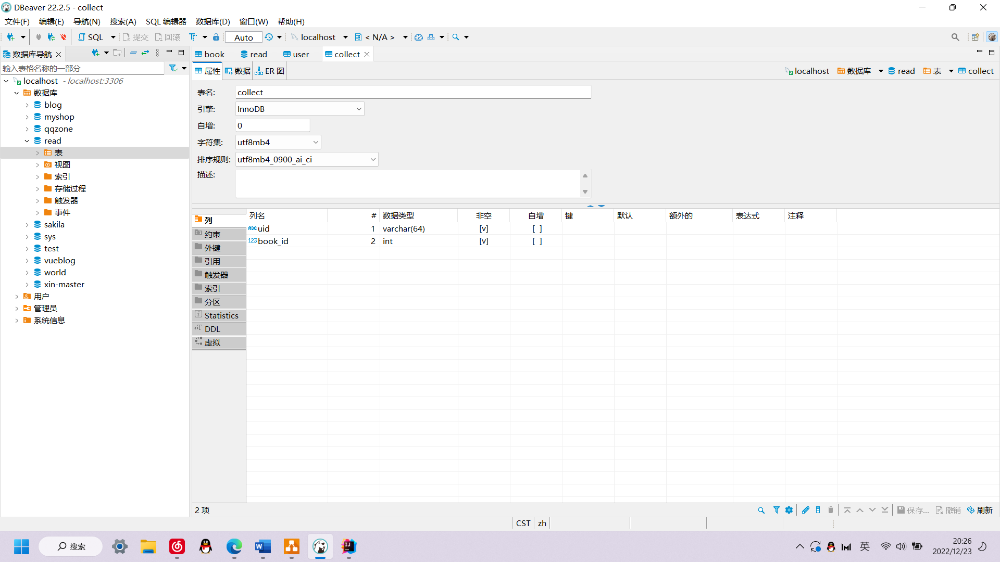 DBeaver 22.2.5 - collect
文件(F) 编辑(E) 导航(N) 搜索(A) SQL 编辑器 数据库(D) 窗口(W) 帮助(H)
SQL 提交 回滚 Auto localhost < N/A >
数据库导航
book read user collect
输入表格名称的一部分
属性 数据 ER 图
localhost 数据库 read 表 collect
localhost - localhost:3306
数据库
blog
myshop
qqzone
read
表
视图
索引
存储过程
触发器
事件
sakila
sys
test
vueblog
world
xin-master
用户
管理员
系统信息
表名: collect
引擎: InnoDB
自增: 0
字符集: utf8mb4
排序规则: utf8mb4_0900_ai_ci
描述:
列
约束
外键
引用
触发器
索引
分区
Statistics
DDL
虚拟
列名 # 数据类型 非空 自增 键 默认 额外的 表达式 注释
ABC uid 1 varchar(64) [v] [ ]
123 book_id 2 int [v] [ ]
2 项
保存... 撤销 刷新
CST zh
搜索
英
20:26
2022/12/23